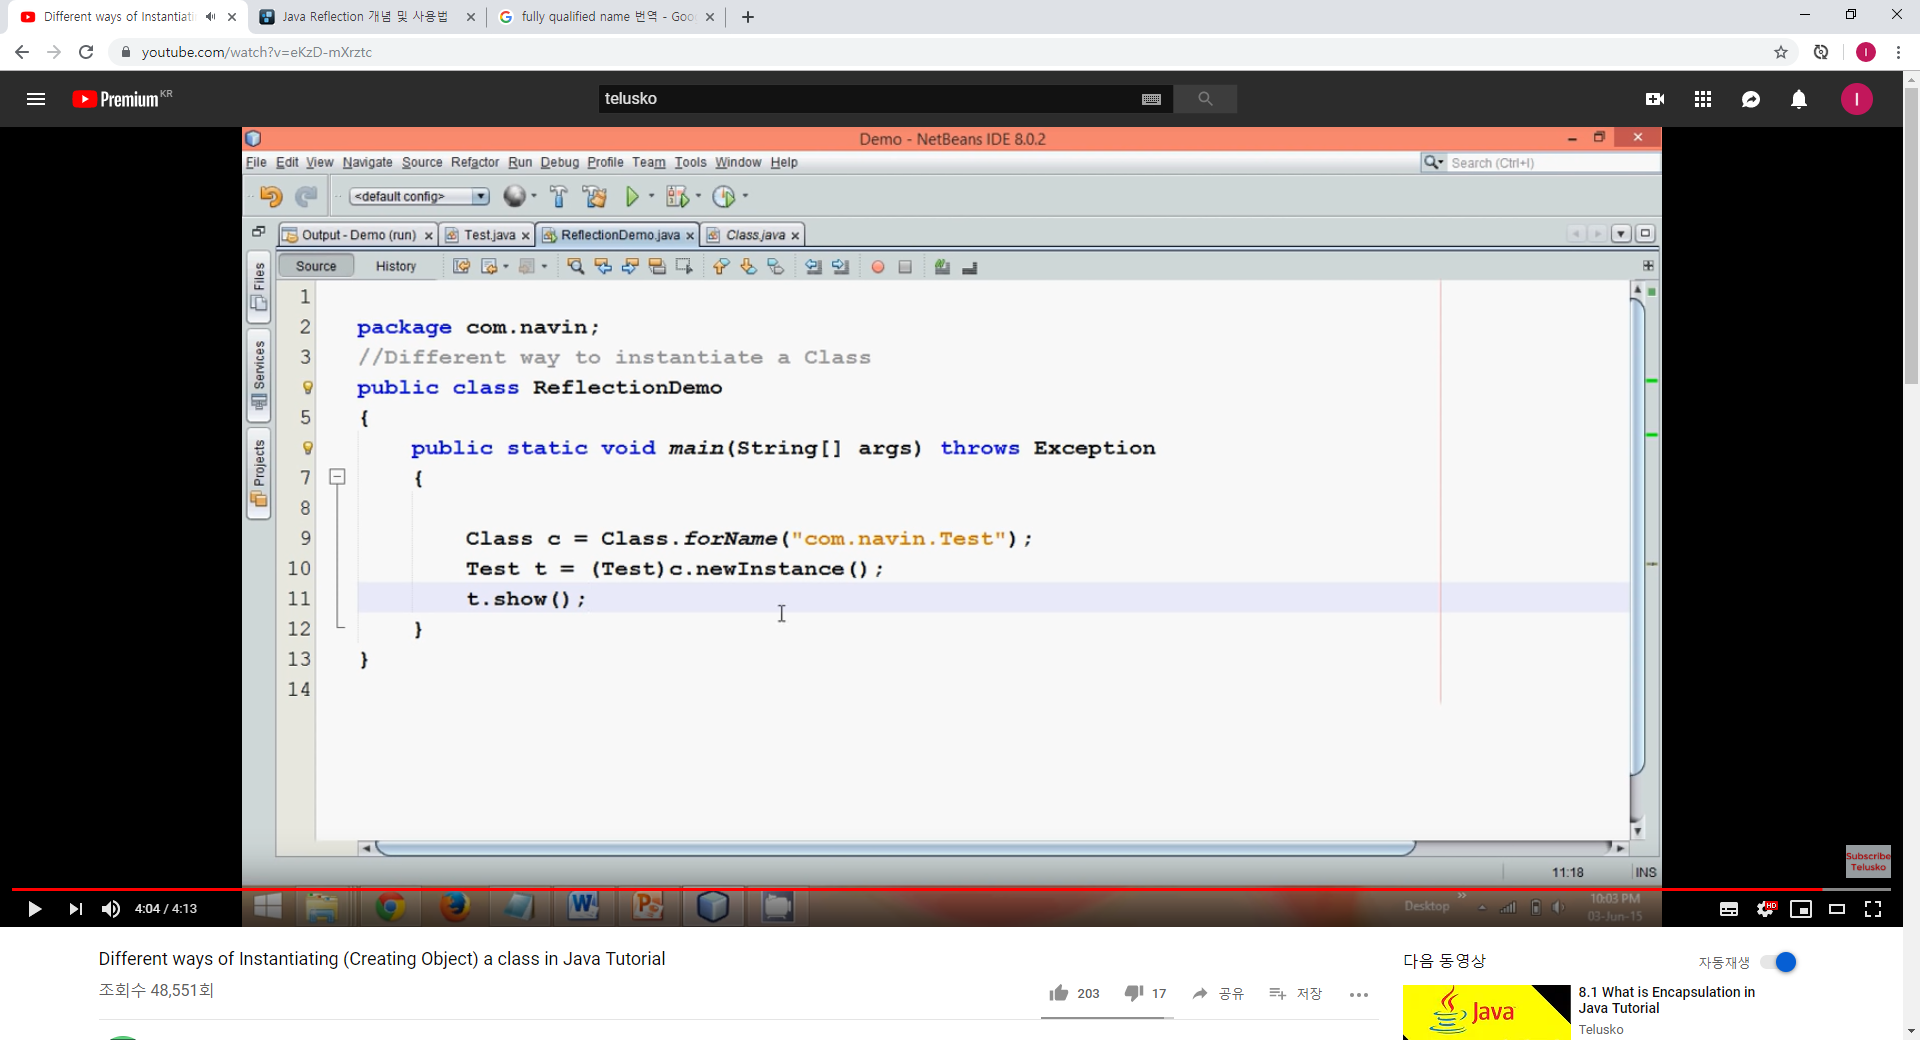 Different ways of Instantiati
Java Reflection 개념 및 사용법
fully qualified name 번역 - Goo
youtube.com/watch?v=eKzD-mXrztc
I
Premium KR
telusko
I
Demo - NetBeans IDE 8.0.2
File Edit View Navigate Source Refactor Run Debug Profile Team Tools Window Help
Search (Ctrl+I)
<default config>
Output - Demo (run)
Test.java
ReflectionDemo.java
Class.java
Source
History
Files
Services
Projects
1
2 package com.navin;
3 //Different way to instantiate a Class
public class ReflectionDemo
5 {
public static void main(String[] args) throws Exception
7 {
8
9 Class c = Class.forName("com.navin.Test");
10 Test t = (Test)c.newInstance();
11 t.show();
12 }
13 }
14
11:18
INS
Subscribe
Telusko
4:04 / 4:13
HD
Desktop
10:03 PM
03-Jun-15
Different ways of Instantiating (Creating Object) a class in Java Tutorial
조회수 48,551회
203
17
공유
저장
다음 동영상
자동재생
Java
8.1 What is Encapsulation in
Java Tutorial
Telusko